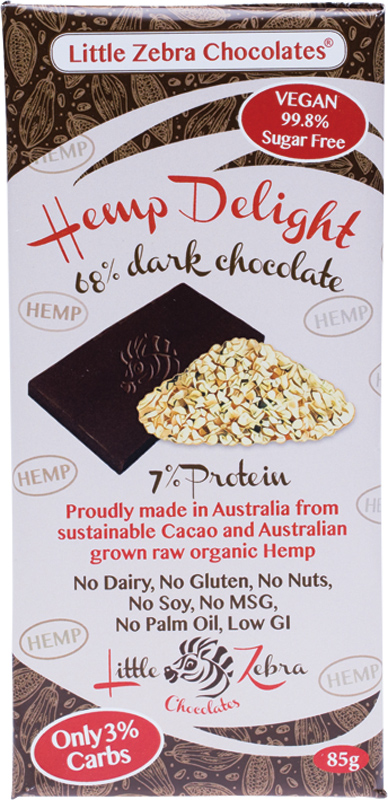 Little Zebra Chocolates®
VEGAN
99.8%
Sugar Free
HEMP
Hemp Delight
68% dark chocolate
HEMP
HEMP
7% Protein
HEMP
Proudly made in Australia from
sustainable Cacao and Australian
grown raw organic Hemp
No Dairy, No Gluten, No Nuts,
No Soy, No MSG,
No Palm Oil, Low GI
HEMP
Little Zebra
Chocolates
HEMP
Only 3%
Carbs
85g